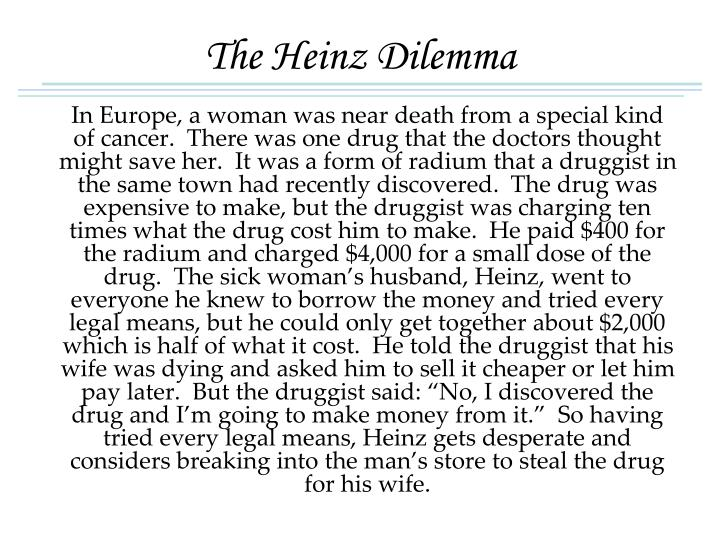 The Heinz Dilemma
In Europe, a woman was near death from a special kind
of cancer.  There was one drug that the doctors thought
might save her.  It was a form of radium that a druggist in
the same town had recently discovered.  The drug was
expensive to make, but the druggist was charging ten
times what the drug cost him to make.  He paid $400 for
the radium and charged $4,000 for a small dose of the
drug.  The sick woman’s husband, Heinz, went to
everyone he knew to borrow the money and tried every
legal means, but he could only get together about $2,000
which is half of what it cost.  He told the druggist that his
wife was dying and asked him to sell it cheaper or let him
pay later.  But the druggist said: “No, I discovered the
drug and I’m going to make money from it.”  So having
tried every legal means, Heinz gets desperate and
considers breaking into the man’s store to steal the drug
for his wife.